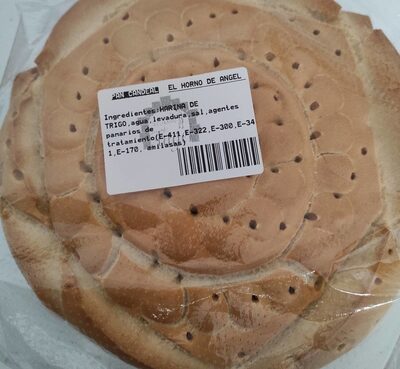 PAN CANDEAL EL HORNO DE ANGEL
Ingredientes:HARINA DE
TRIGO,agua,levadura,sal,agentes
panarios de
tratamiento(E-411,E-322,E-300,E-34
1,E-170, amilasas)